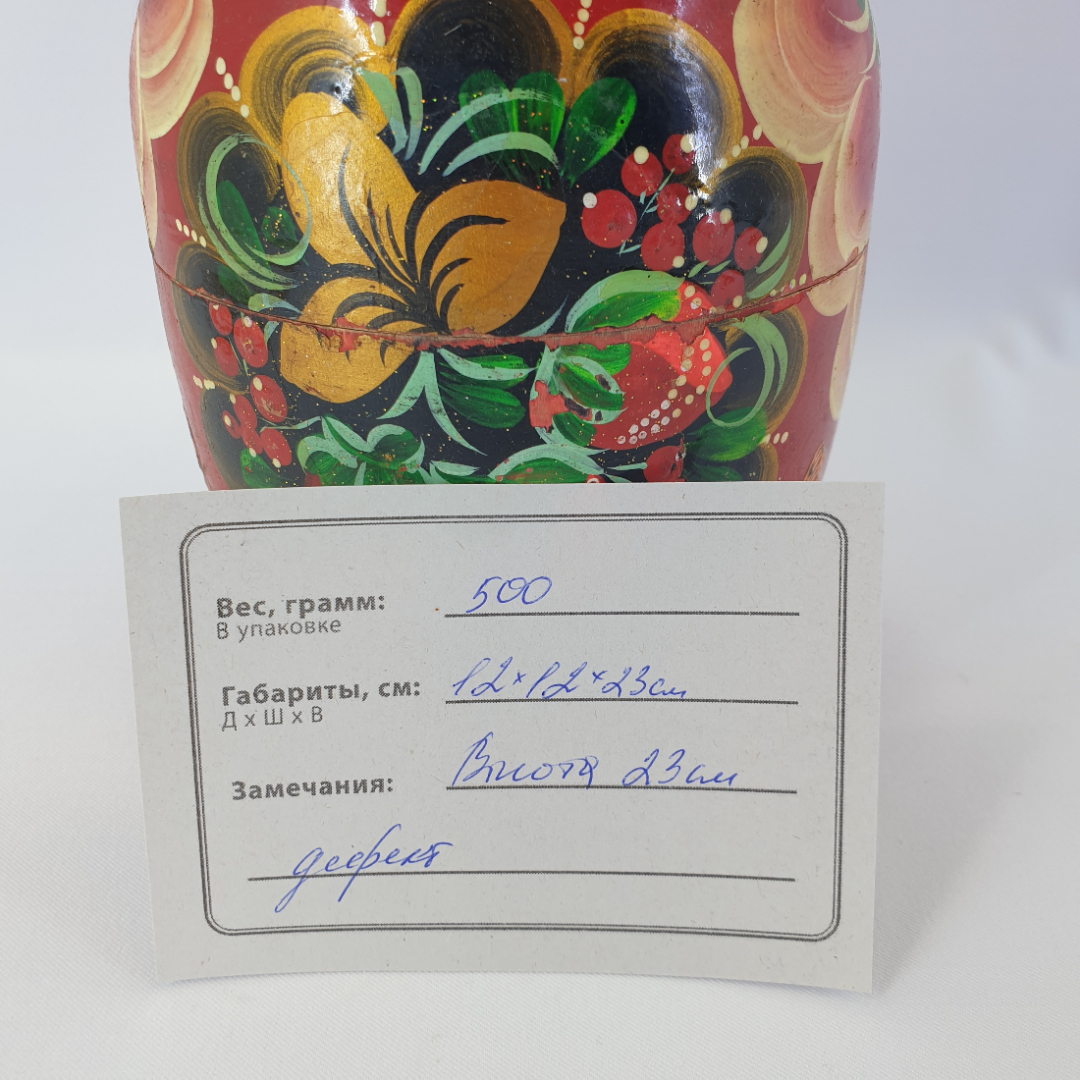 Вес, грамм: 500
В упаковке
Габариты, см: 12×12×23см
Д х Ш х В
Замечания: Высота 23см
дефект